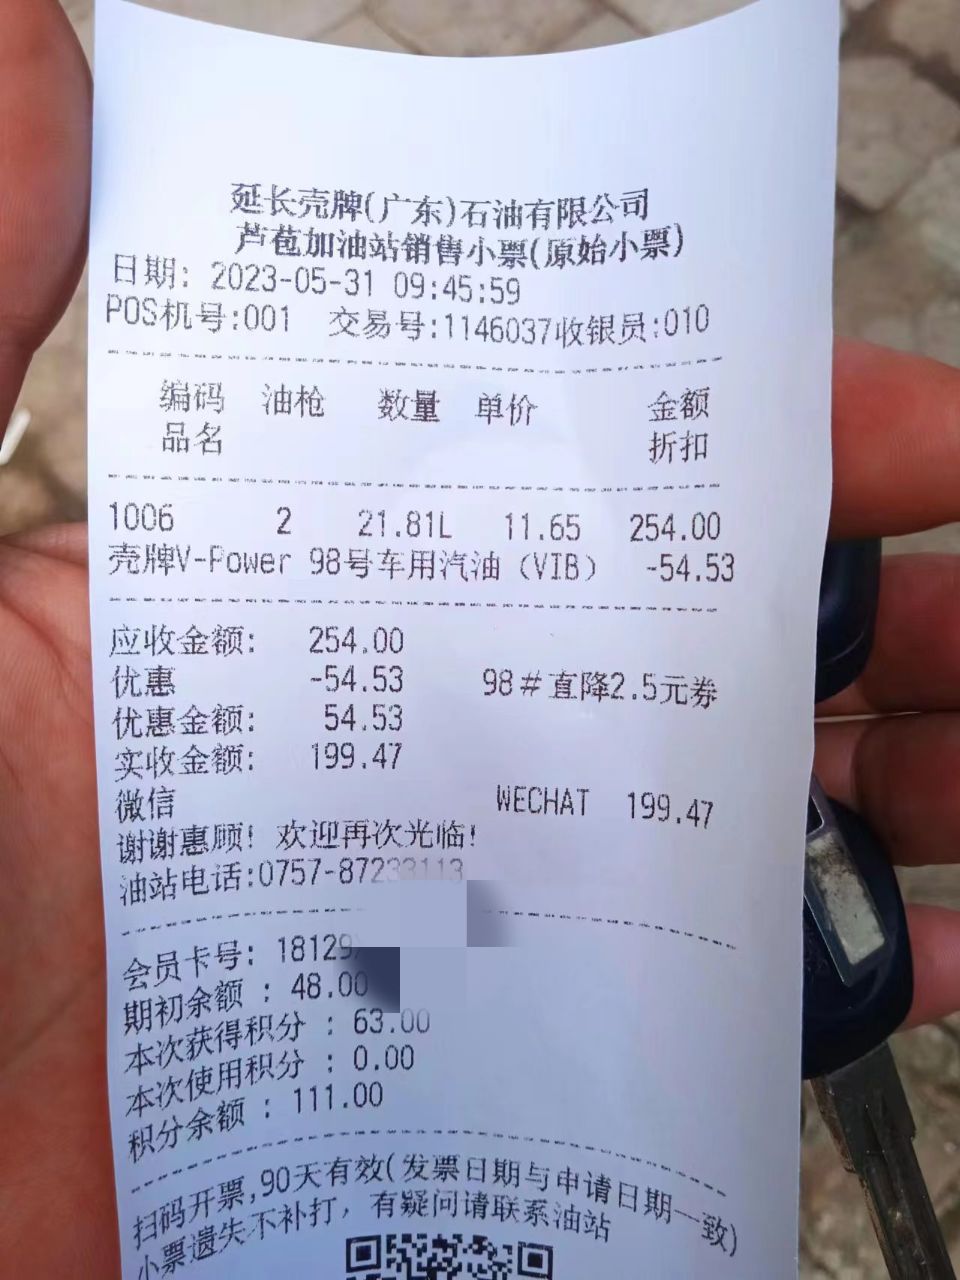 延长壳牌(广东)石油有限公司
芦苞加油站销售小票(原始小票)
日期: 2023-05-31 09:45:59
POS机号:001 交易号:1146037收银员:010
编码 油枪 数量 单价 金额
品名 折扣
1006 2 21.81L 11.65 254.00
壳牌V-Power 98号车用汽油（VIB） -54.53
应收金额: 254.00
优惠 -54.53 98#直降2.5元券
优惠金额: 54.53
实收金额: 199.47
微信 WECHAT 199.47
谢谢惠顾! 欢迎再次光临!
油站电话:0757-87233113
会员卡号: 18129
期初余额 : 48.00
本次获得积分 : 63.00
本次使用积分 : 0.00
积分余额 : 111.00
扫码开票,90天有效(发票日期与申请日期一致)
小票遗失不补打, 有疑问请联系油站